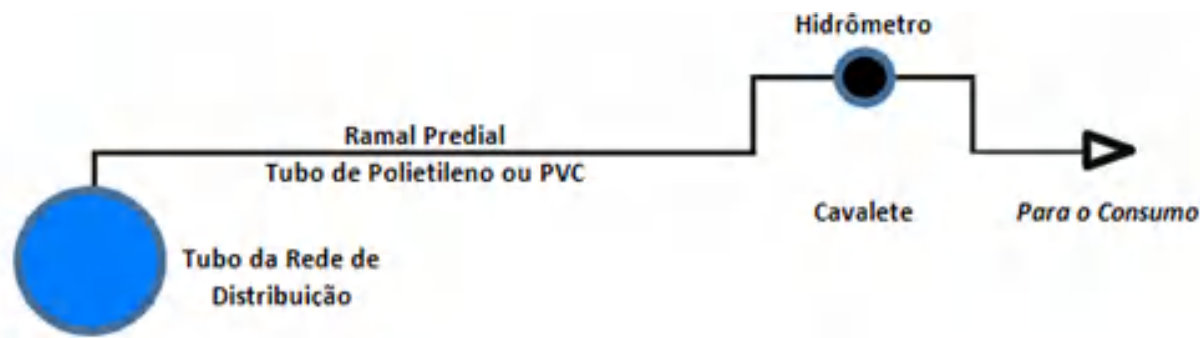 Hidrômetro
Ramal Predial
Tubo de Polietileno ou PVC
Cavalete
Para o Consumo
Tubo da Rede de
Distribuição